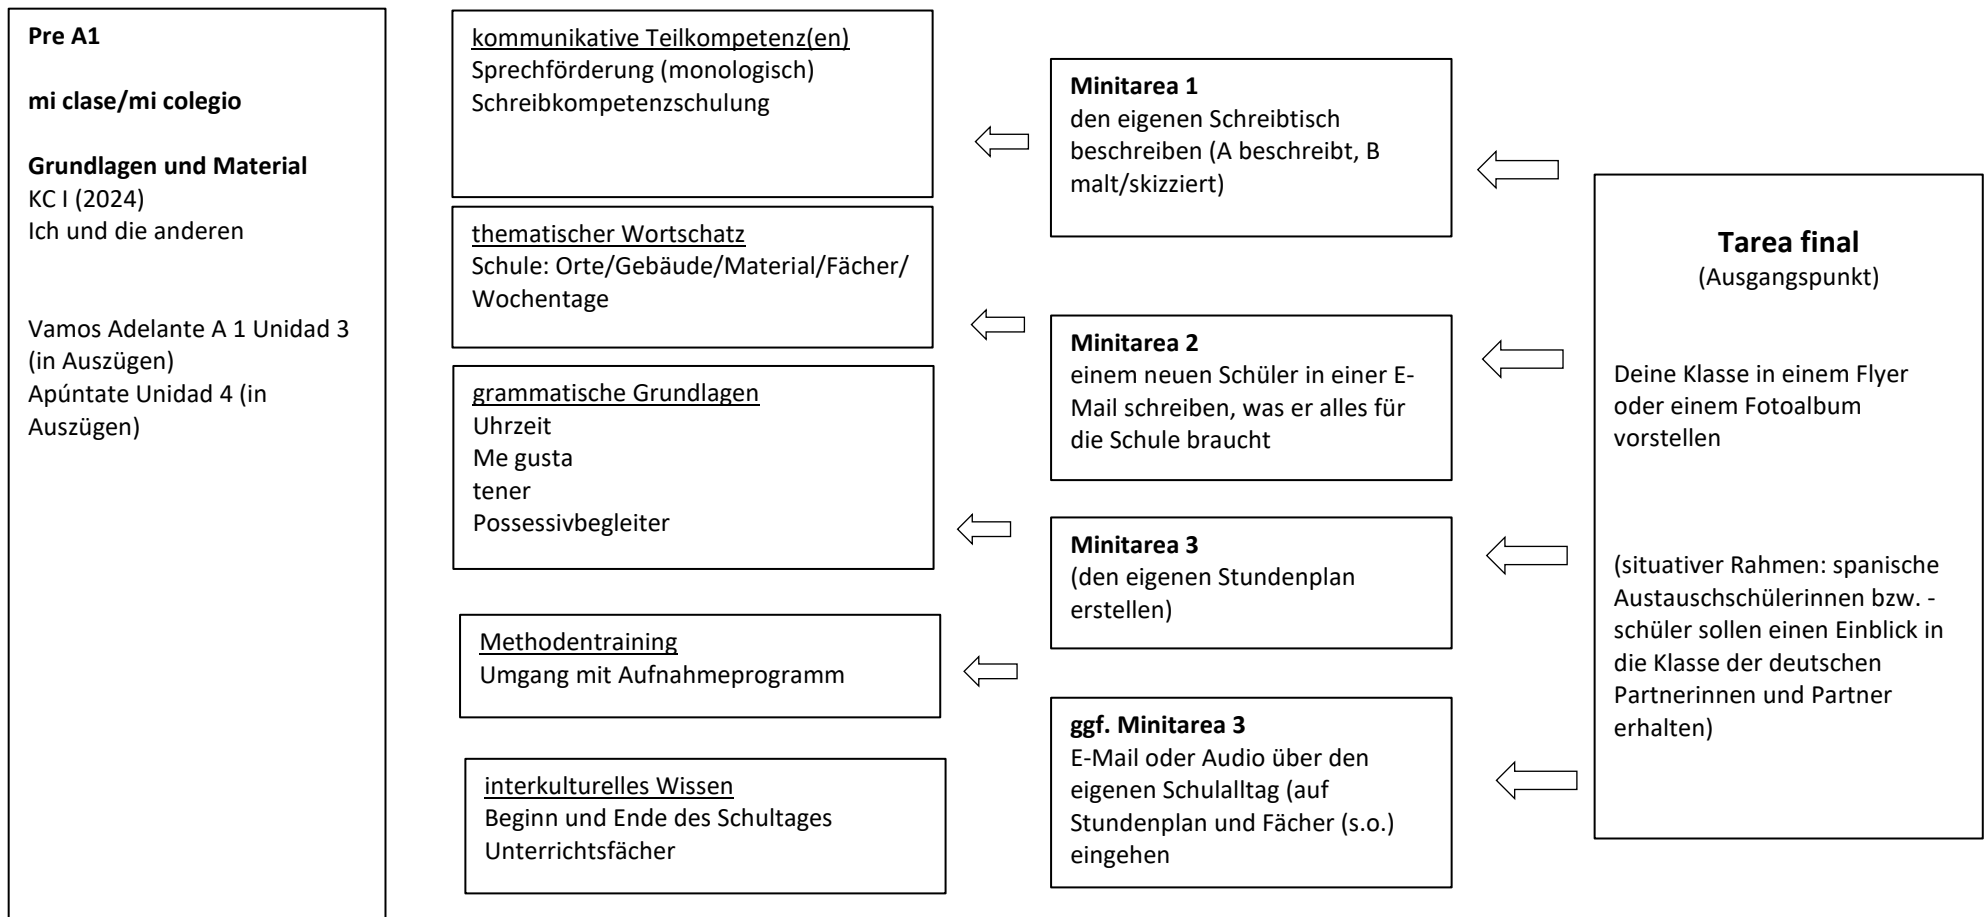 Pre A1
mi clase/mi colegio
Grundlagen und Material
KC I (2024)
Ich und die anderen
Vamos Adelante A 1 Unidad 3
(in Auszügen)
Apúntate Unidad 4 (in
Auszügen)
kommunikative Teilkompetenz(en)
Sprechförderung (monologisch)
Schreibkompetenzschulung
thematischer Wortschatz
Schule: Orte/Gebäude/Material/Fächer/
Wochentage
grammatische Grundlagen
Uhrzeit
Me gusta
tener
Possessivbegleiter
Methodentraining
Umgang mit Aufnahmeprogramm
interkulturelles Wissen
Beginn und Ende des Schultages
Unterrichtsfächer
Minitarea 1
den eigenen Schreibtisch
beschreiben (A beschreibt, B
malt/skizziert)
Minitarea 2
einem neuen Schüler in einer E-
Mail schreiben, was er alles für
die Schule braucht
Minitarea 3
(den eigenen Stundenplan
erstellen)
ggf. Minitarea 3
E-Mail oder Audio über den
eigenen Schulalltag (auf
Stundenplan und Fächer (s.o.)
eingehen
Tarea final
(Ausgangspunkt)
Deine Klasse in einem Flyer
oder einem Fotoalbum
vorstellen
(situativer Rahmen: spanische
Austauschschülerinnen bzw. -
schüler sollen einen Einblick in
die Klasse der deutschen
Partnerinnen und Partner
erhalten)